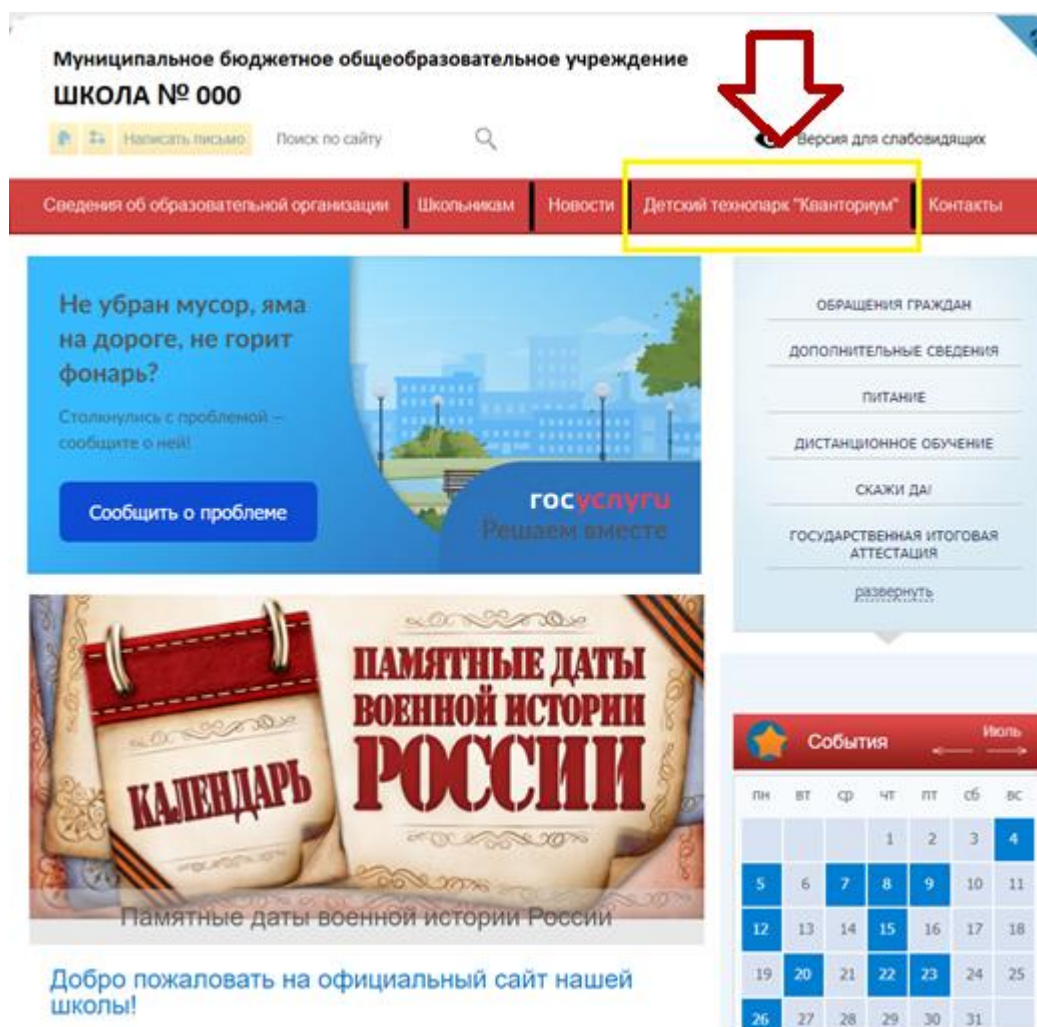 Муниципальное бюджетное общеобразовательное учреждение
ШКОЛА № 000
Написать письмо Поиск по сайту Версия для слабовидящих
Сведения об образовательной организации Школьникам Новости Детский технопарк "Кванториум" Контакты
Не убран мусор, яма
на дороге, не горит
фонарь?
Столкнулись с проблемой –
сообщите о ней!
Сообщить о проблеме
госуслуги
Решаем вместе
ОБРАЩЕНИЯ ГРАЖДАН
ДОПОЛНИТЕЛЬНЫЕ СВЕДЕНИЯ
ПИТАНИЕ
ДИСТАНЦИОННОЕ ОБУЧЕНИЕ
СКАЖИ ДА!
ГОСУДАРСТВЕННАЯ ИТОГОВАЯ
АТТЕСТАЦИЯ
развернуть
КАЛЕНДАРЬ
ПАМЯТНЫЕ ДАТЫ
ВОЕННОЙ ИСТОРИИ
РОССИИ
Памятные даты военной истории России
Добро пожаловать на официальный сайт нашей
школы!
События Июль
пн вт ср чт пт сб вс
1 2 3 4
5 6 7 8 9 10 11
12 13 14 15 16 17 18
19 20 21 22 23 24 25
26 27 28 29 30 31